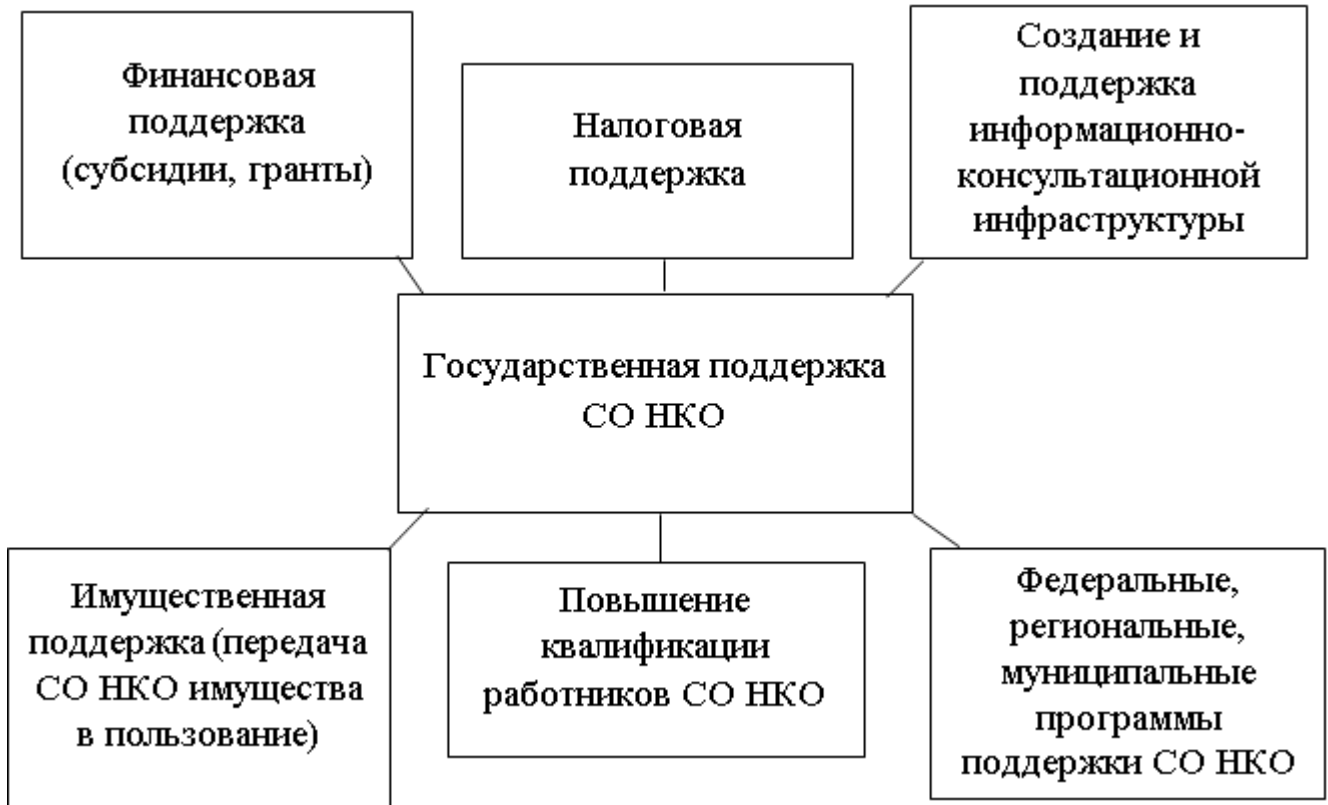 Финансовая
поддержка
(субсидии, гранты)
Налоговая
поддержка
Создание и
поддержка
информационно-
консультационной
инфраструктуры
Государственная поддержка
СО НКО
Имущественная
поддержка (передача
СО НКО имущества
в пользование)
Повышение
квалификации
работников СО НКО
Федеральные,
региональные,
муниципальные
программы
поддержки СО НКО